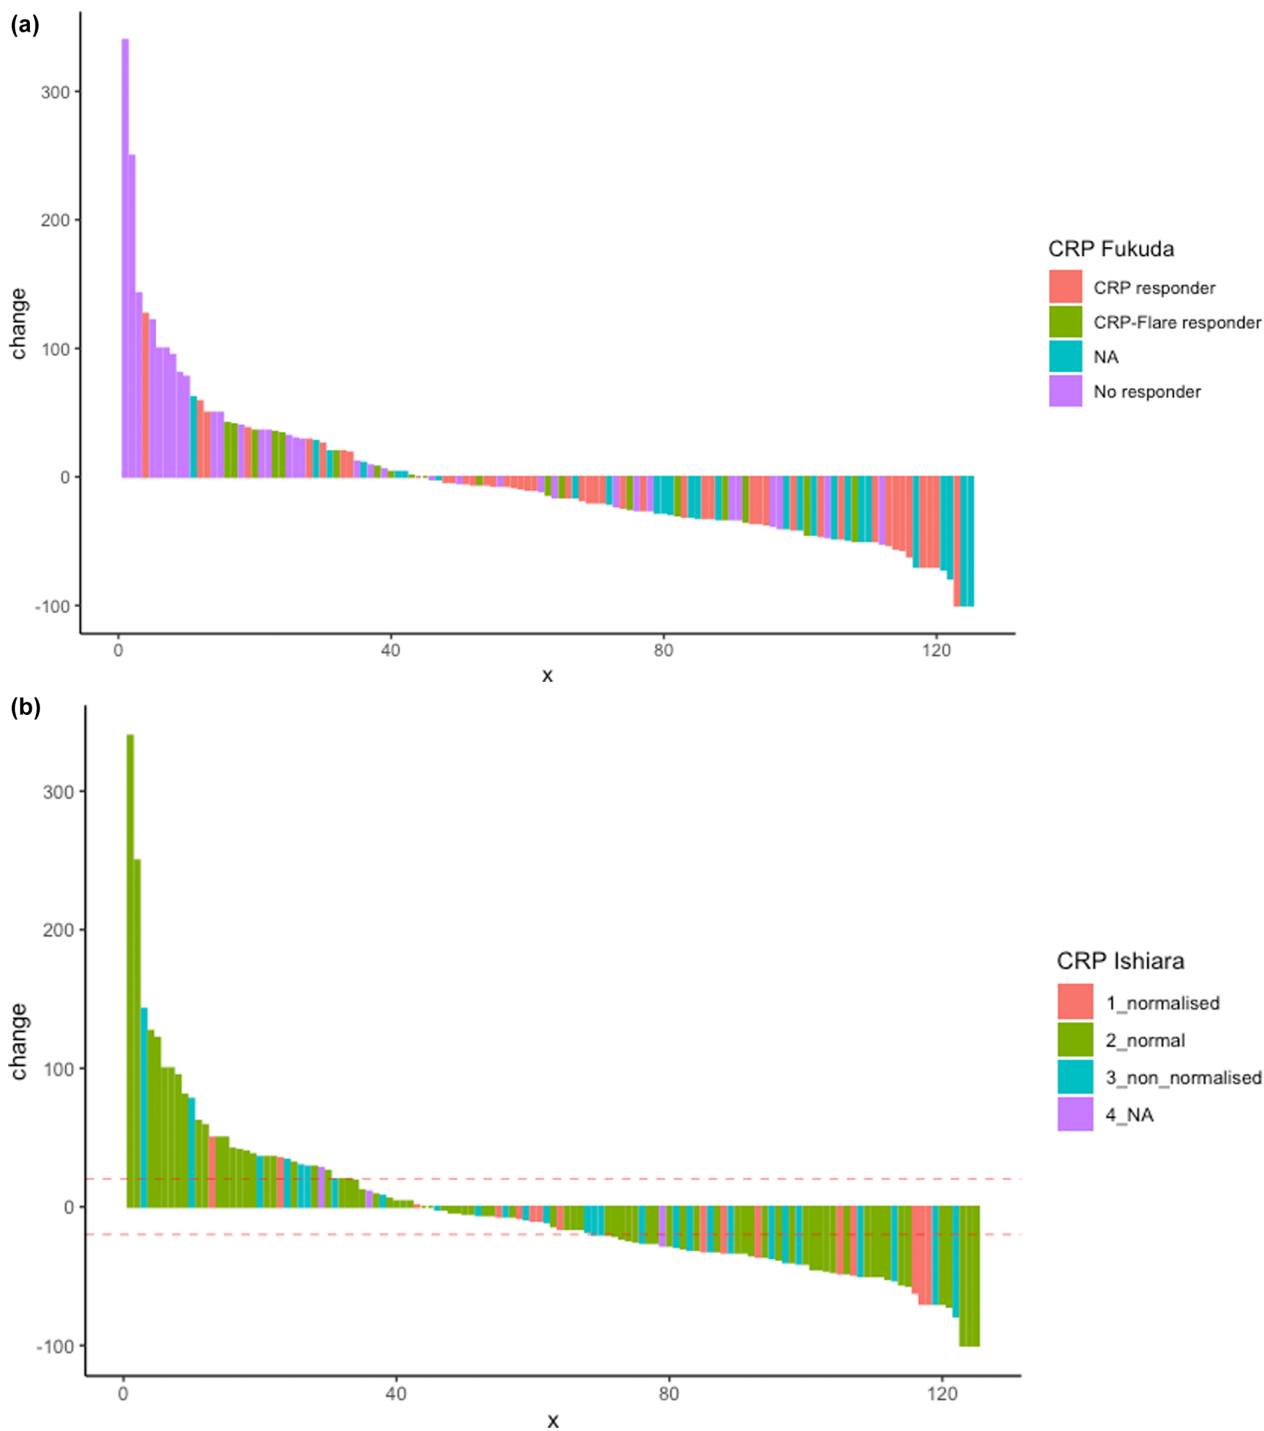 (a)
300
200
100
0
-100
change
0 40 80 120
x
CRP Fukuda
CRP responder
CRP-Flare responder
NA
No responder
(b)
300
200
100
0
-100
change
0 40 80 120
x
CRP Ishiara
1_normalised
2_normal
3_non_normalised
4_NA